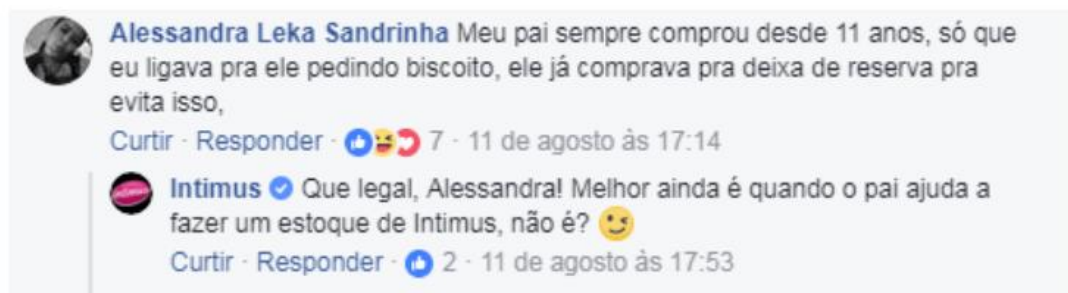 Alessandra Leka Sandrinha Meu pai sempre comprou desde 11 anos, só que
eu ligava pra ele pedindo biscoito, ele já comprava pra deixa de reserva pra
evita isso,
Curtir · Responder · 7 · 11 de agosto às 17:14
Intimus Que legal, Alessandra! Melhor ainda é quando o pai ajuda a
fazer um estoque de Intimus, não é? 😉
Curtir · Responder · 2 · 11 de agosto às 17:53